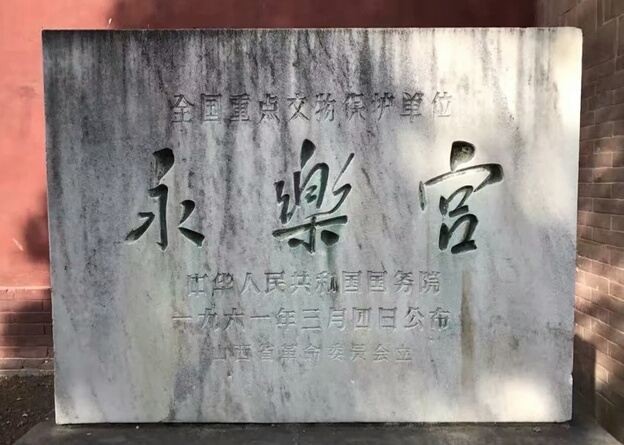 全国重点文物保护单位
永樂宫
中华人民共和国国务院
一九六一年三月四日公布
山西省革命委员会立